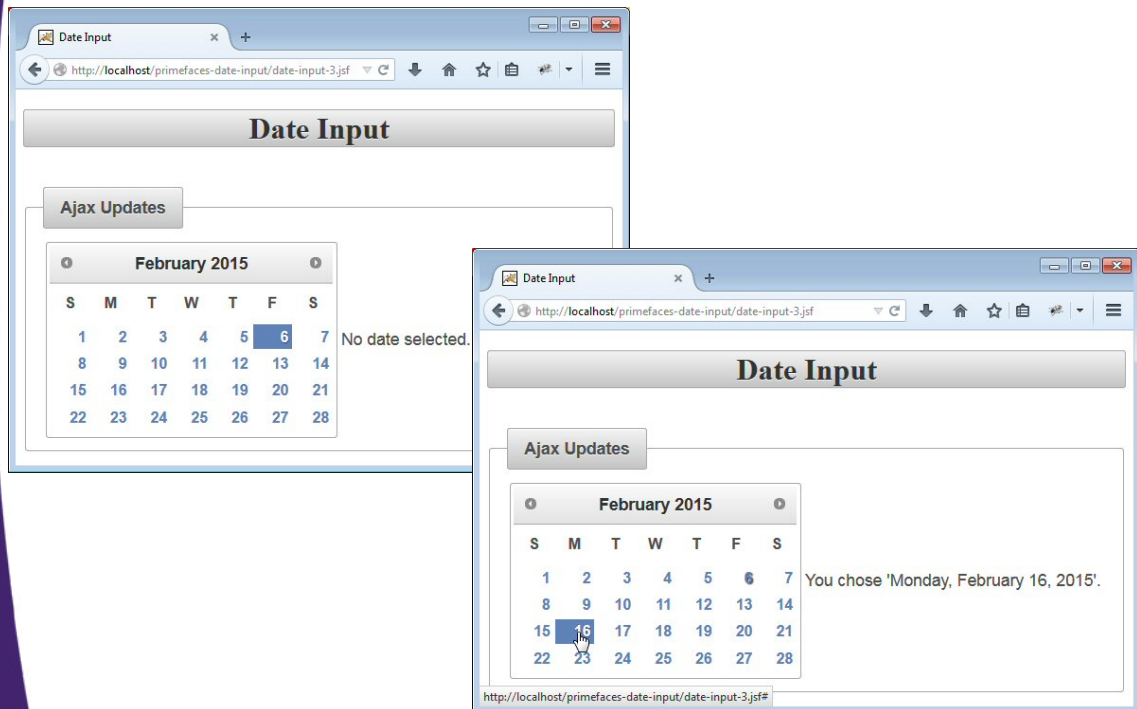 Date Input
http://localhost/primefaces-date-input/date-input-3.jsf
Date Input
Ajax Updates
February 2015
S M T W T F S
1 2 3 4 5 6 7
No date selected.
8 9 10 11 12 13 14
15 16 17 18 19 20 21
22 23 24 25 26 27 28
Date Input
http://localhost/primefaces-date-input/date-input-3.jsf
Date Input
Ajax Updates
February 2015
S M T W T F S
1 2 3 4 5 6 7
You chose 'Monday, February 16, 2015'.
8 9 10 11 12 13 14
15 16 17 18 19 20 21
22 23 24 25 26 27 28
http://localhost/primefaces-date-input/date-input-3.jsf#